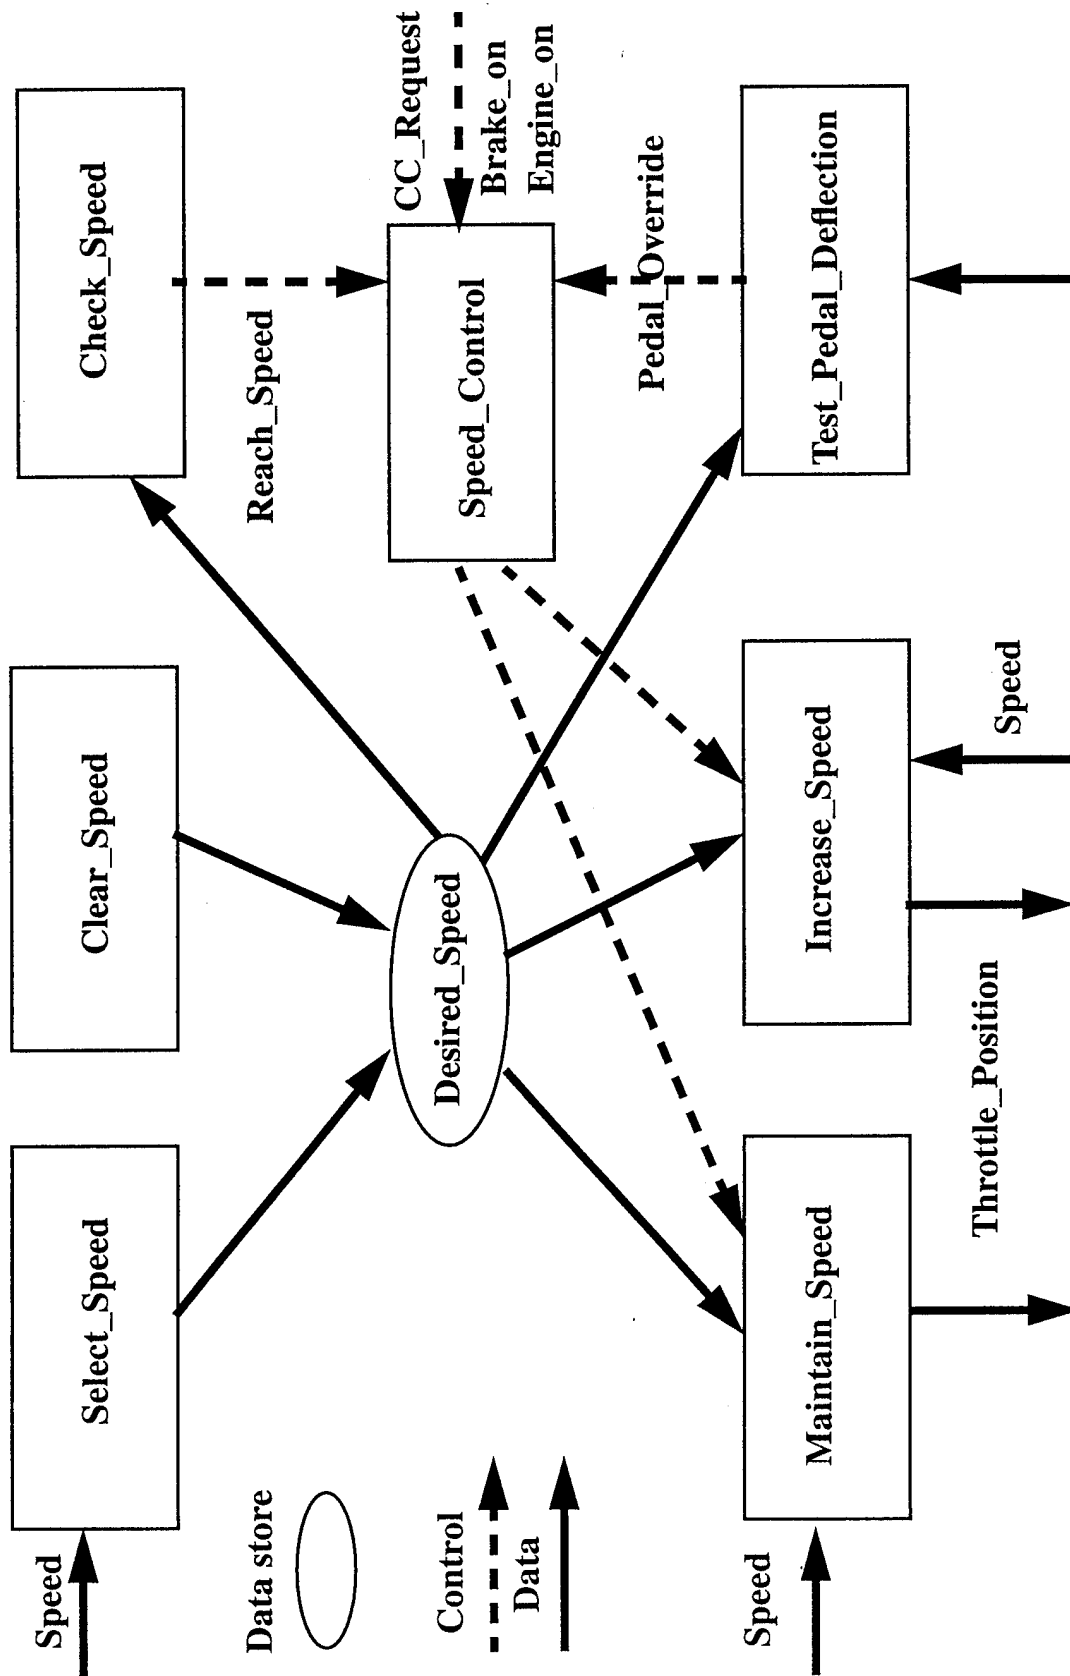 Speed
Select_Speed
Clear_Speed
Check_Speed
Data store
Reach_Speed
CC_Request
Control
Data
Desired_Speed
Speed_Control
Brake_on
Engine_on
Pedal_Override
Speed
Maintain_Speed
Increase_Speed
Test_Pedal_Deflection
Throttle_Position
Speed